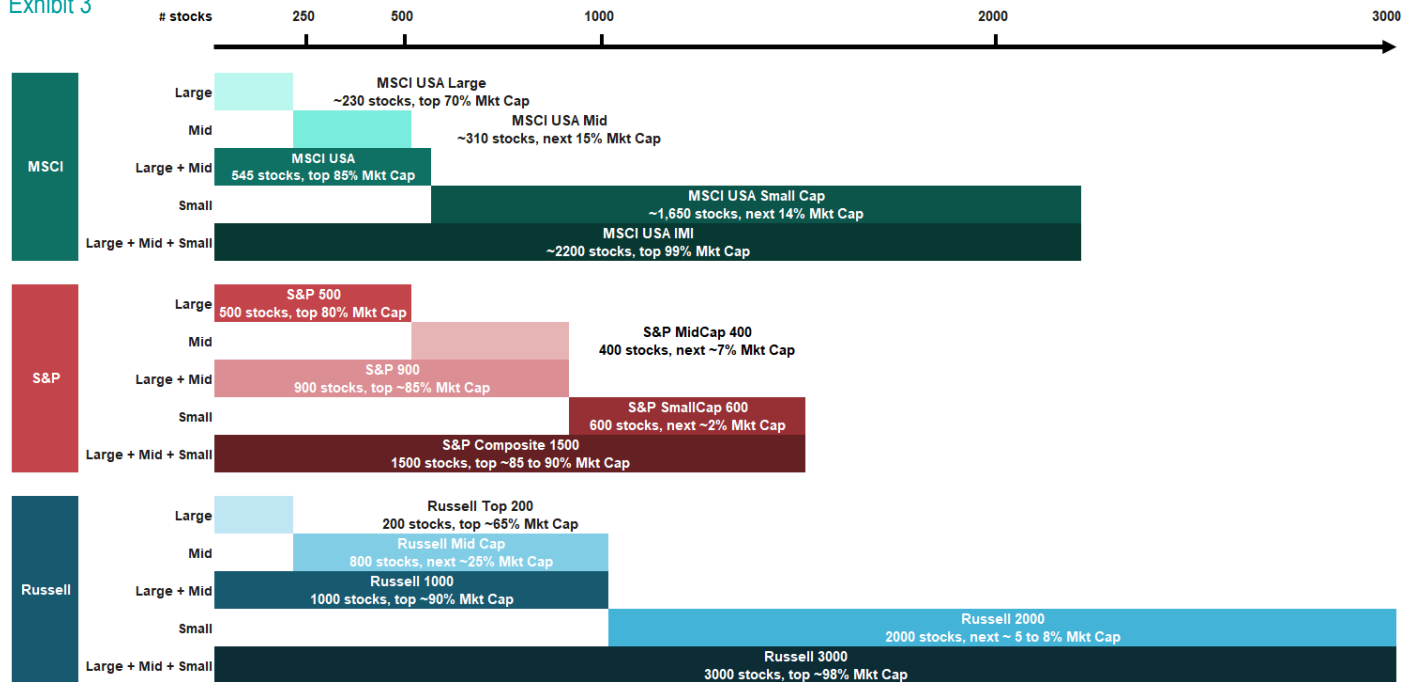 Exhibit 3
# stocks 250 500 1000 2000 3000
MSCI
Large
MSCI USA Large
~230 stocks, top 70% Mkt Cap
Mid
MSCI USA Mid
~310 stocks, next 15% Mkt Cap
Large + Mid
MSCI USA
545 stocks, top 85% Mkt Cap
Small
MSCI USA Small Cap
~1,650 stocks, next 14% Mkt Cap
Large + Mid + Small
MSCI USA IMI
~2200 stocks, top 99% Mkt Cap
S&P
Large
S&P 500
500 stocks, top 80% Mkt Cap
Mid
S&P MidCap 400
400 stocks, next ~7% Mkt Cap
Large + Mid
S&P 900
900 stocks, top ~85% Mkt Cap
Small
S&P SmallCap 600
600 stocks, next ~2% Mkt Cap
Large + Mid + Small
S&P Composite 1500
1500 stocks, top ~85 to 90% Mkt Cap
Russell
Large
Russell Top 200
200 stocks, top ~65% Mkt Cap
Mid
Russell Mid Cap
800 stocks, next ~25% Mkt Cap
Large + Mid
Russell 1000
1000 stocks, top ~90% Mkt Cap
Small
Russell 2000
2000 stocks, next ~ 5 to 8% Mkt Cap
Large + Mid + Small
Russell 3000
3000 stocks, top ~98% Mkt Cap